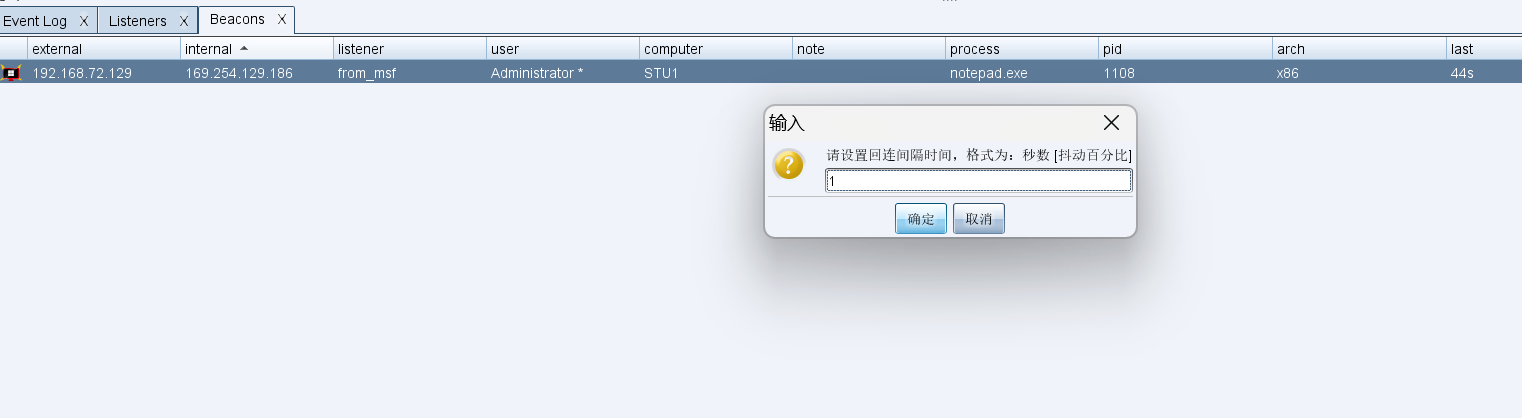 Event Log X Listeners X Beacons X
external internal listener user computer note process pid arch last
192.168.72.129 169.254.129.186 from_msf Administrator * STU1 notepad.exe 1108 x86 44s
输入
请设置回连间隔时间，格式为：秒数 [抖动百分比]
1
确定 取消